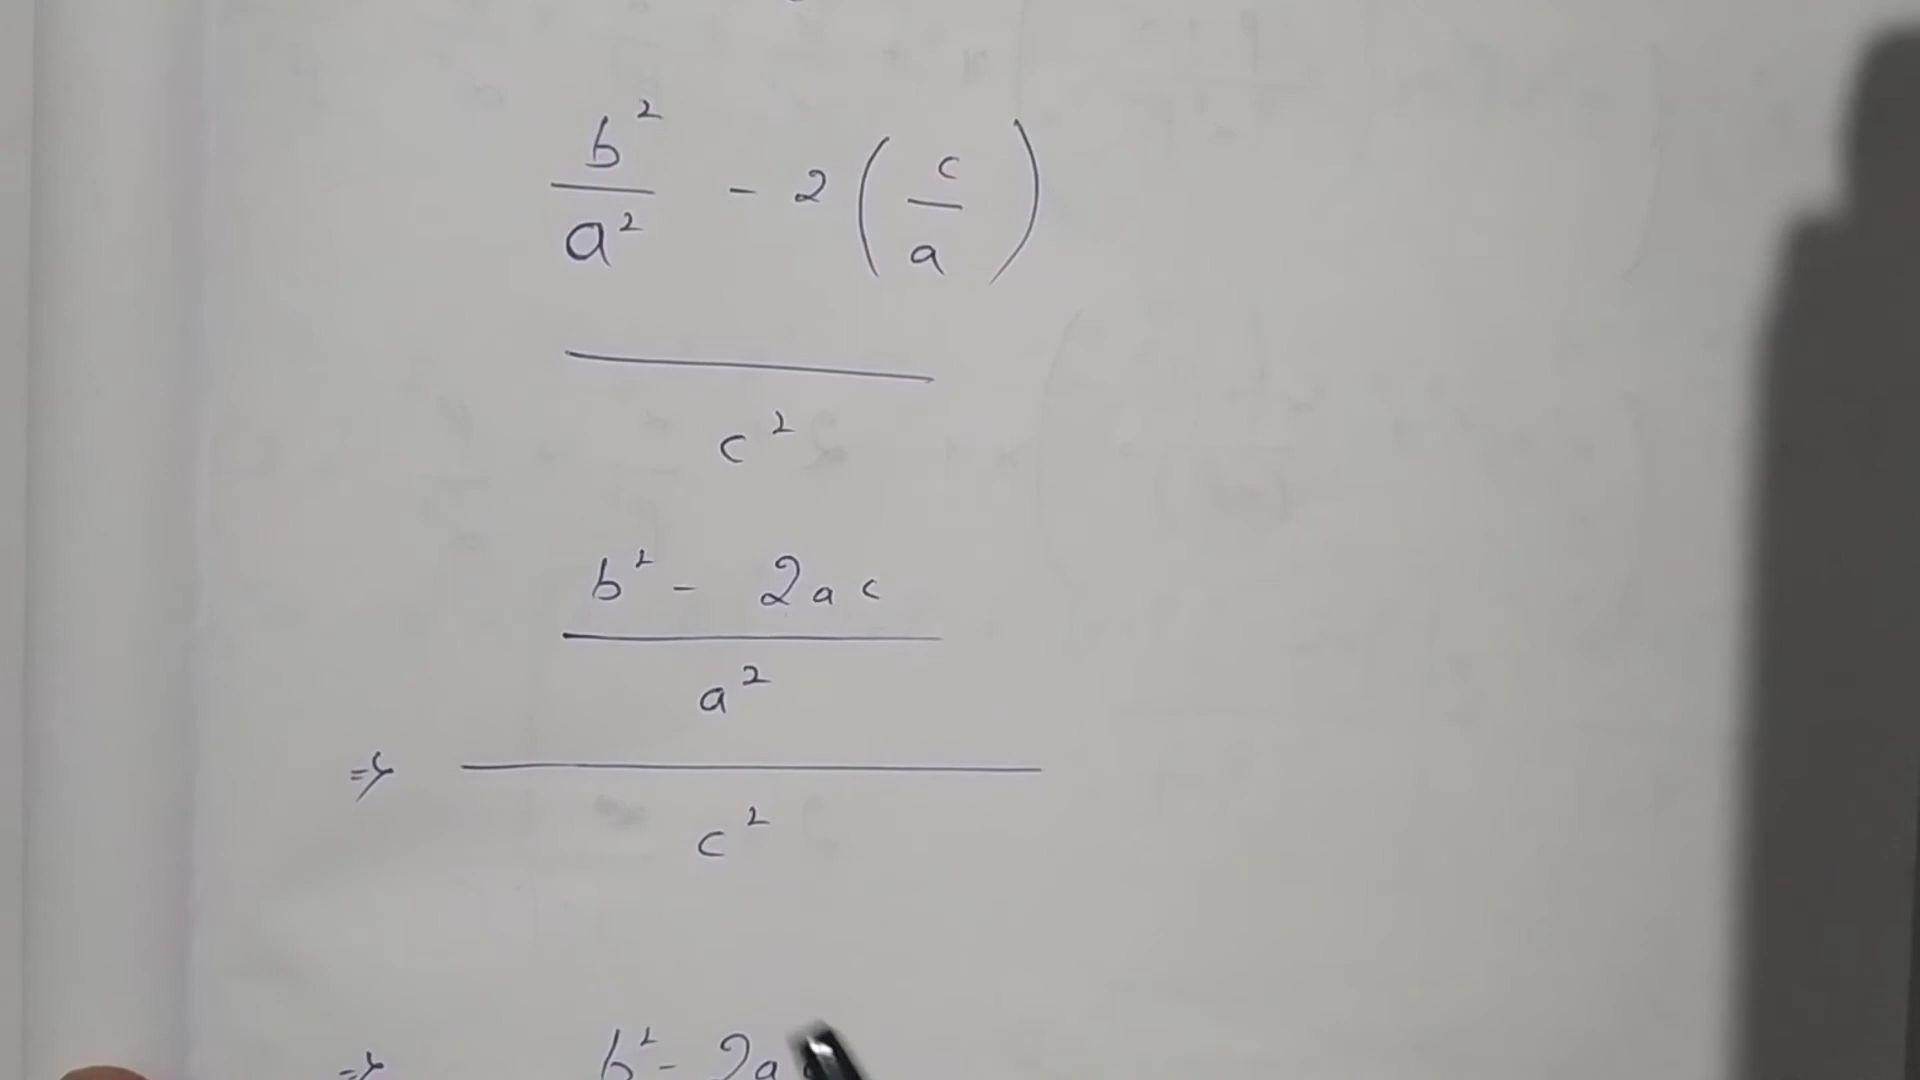 b²/a² - 2(c/a)
c²
b² - 2ac
a²
⇒
c²
⇒ b² - 2a